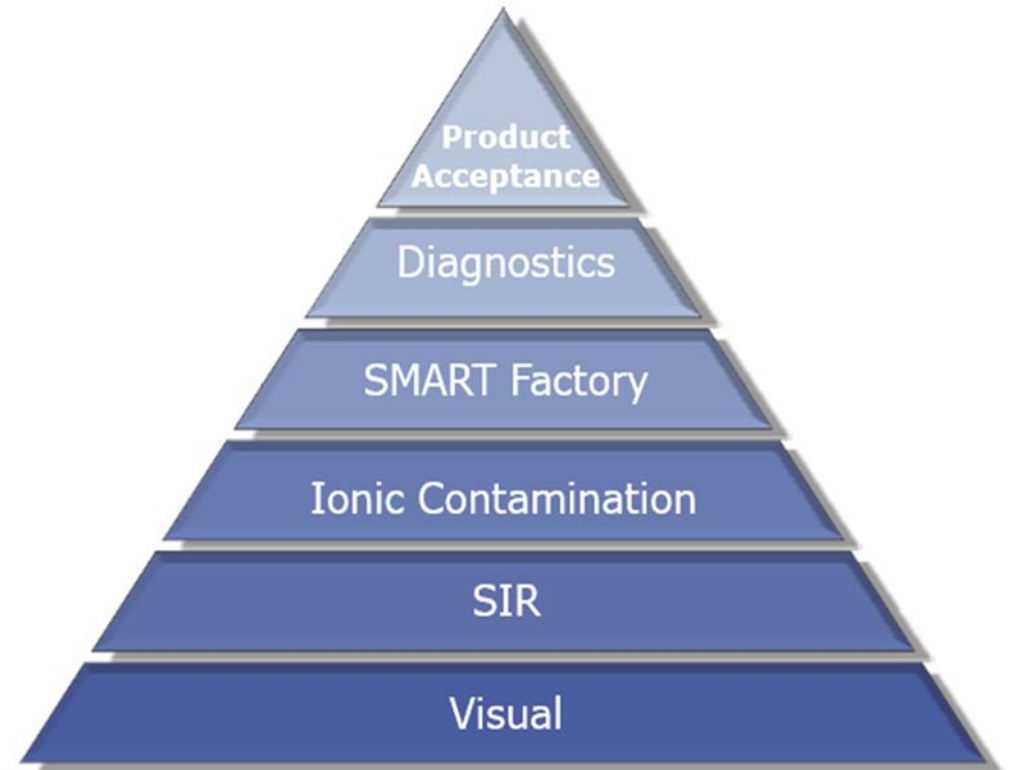 Product
Acceptance
Diagnostics
SMART Factory
Ionic Contamination
SIR
Visual